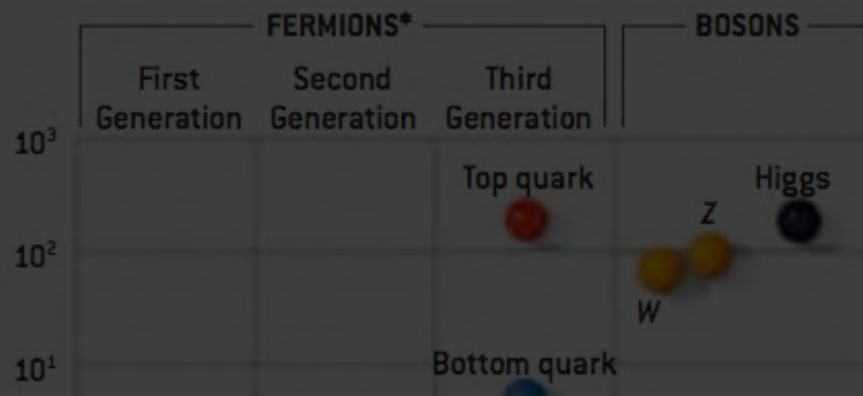 FERMIONS* BOSONS
First Second Third
Generation Generation Generation
10³
Top quark Higgs
Z
10²
W
Bottom quark
10¹